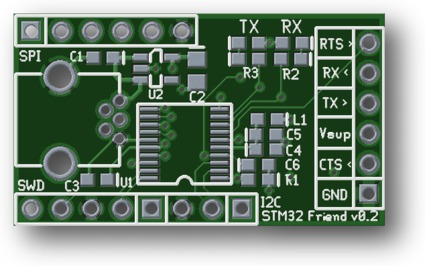 TX RX
SPI
C1
U2
C2
R3 R2
RTS >
RX <
TX >
Vsup
CTS <
GND
L1
C5
C4
C6
R1
SWD
C3
U1
I2C
STM32 Friend v0.2